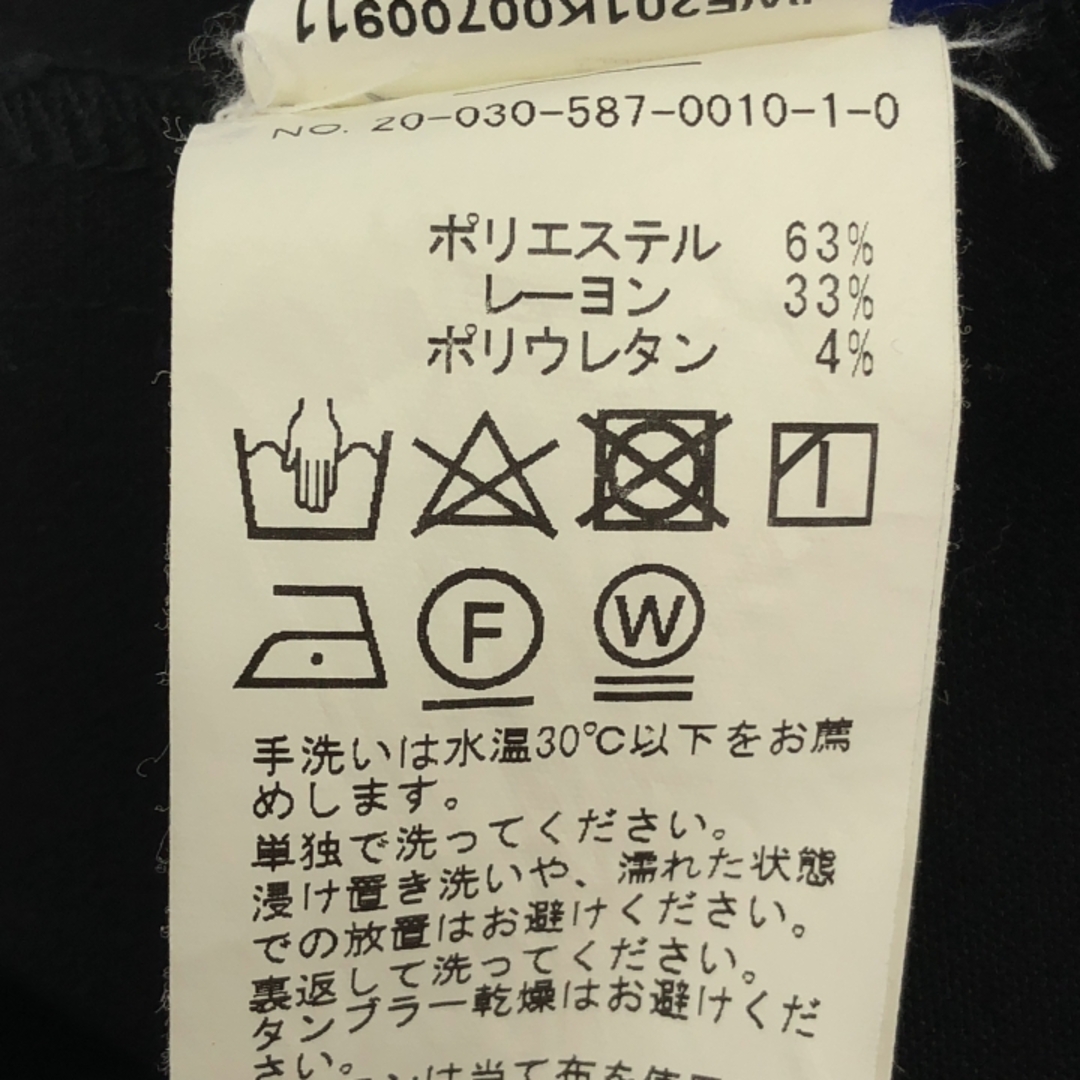 NO. 20-030-587-0010-1-0
ポリエステル 63%
レーヨン 33%
ポリウレタン 4%
F W
手洗いは水温30℃以下をお薦
めします。
単独で洗ってください。
浸け置き洗いや、濡れた状態
での放置はお避けください。
裏返して洗ってください。
タンブラー乾燥はお避けくだ
さい。